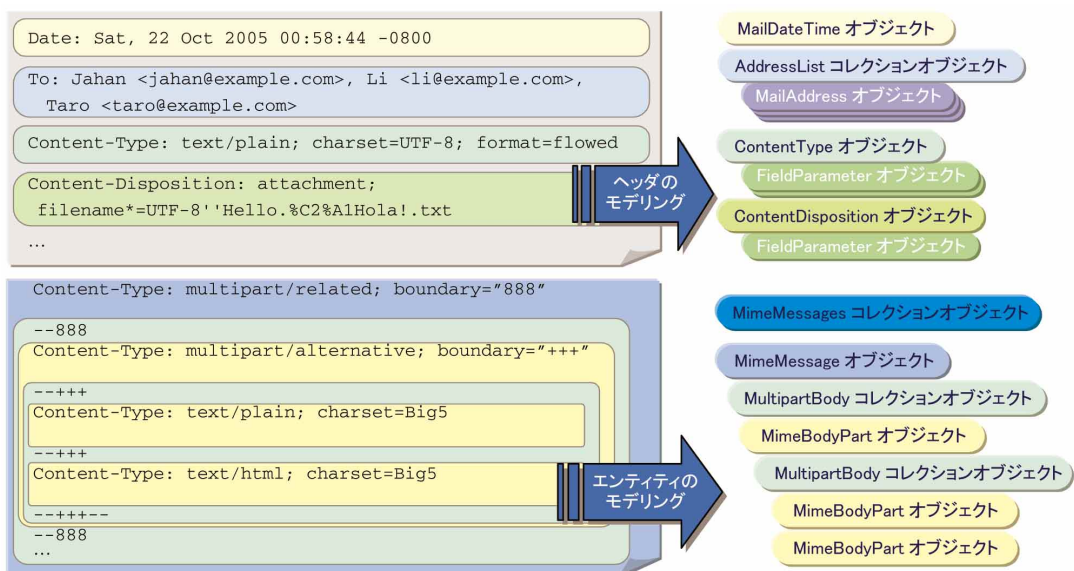 Date: Sat, 22 Oct 2005 00:58:44 -0800
To: Jahan <jahan@example.com>, Li <li@example.com>,
Taro <taro@example.com>
Content-Type: text/plain; charset=UTF-8; format=flowed
Content-Disposition: attachment;
filename*=UTF-8''Hello.%C2%A1Hola!.txt
...
ヘッダの
モデリング
MailDateTime オブジェクト
AddressList コレクションオブジェクト
MailAddress オブジェクト
ContentType オブジェクト
FieldParameter オブジェクト
ContentDisposition オブジェクト
FieldParameter オブジェクト
Content-Type: multipart/related; boundary="888"
--888
Content-Type: multipart/alternative; boundary="+++"
--+++
Content-Type: text/plain; charset=Big5
--+++
Content-Type: text/html; charset=Big5
--+++--
--888
...
エンティティの
モデリング
MimeMessages コレクションオブジェクト
MimeMessage オブジェクト
MultipartBody コレクションオブジェクト
MimeBodyPart オブジェクト
MultipartBody コレクションオブジェクト
MimeBodyPart オブジェクト
MimeBodyPart オブジェクト